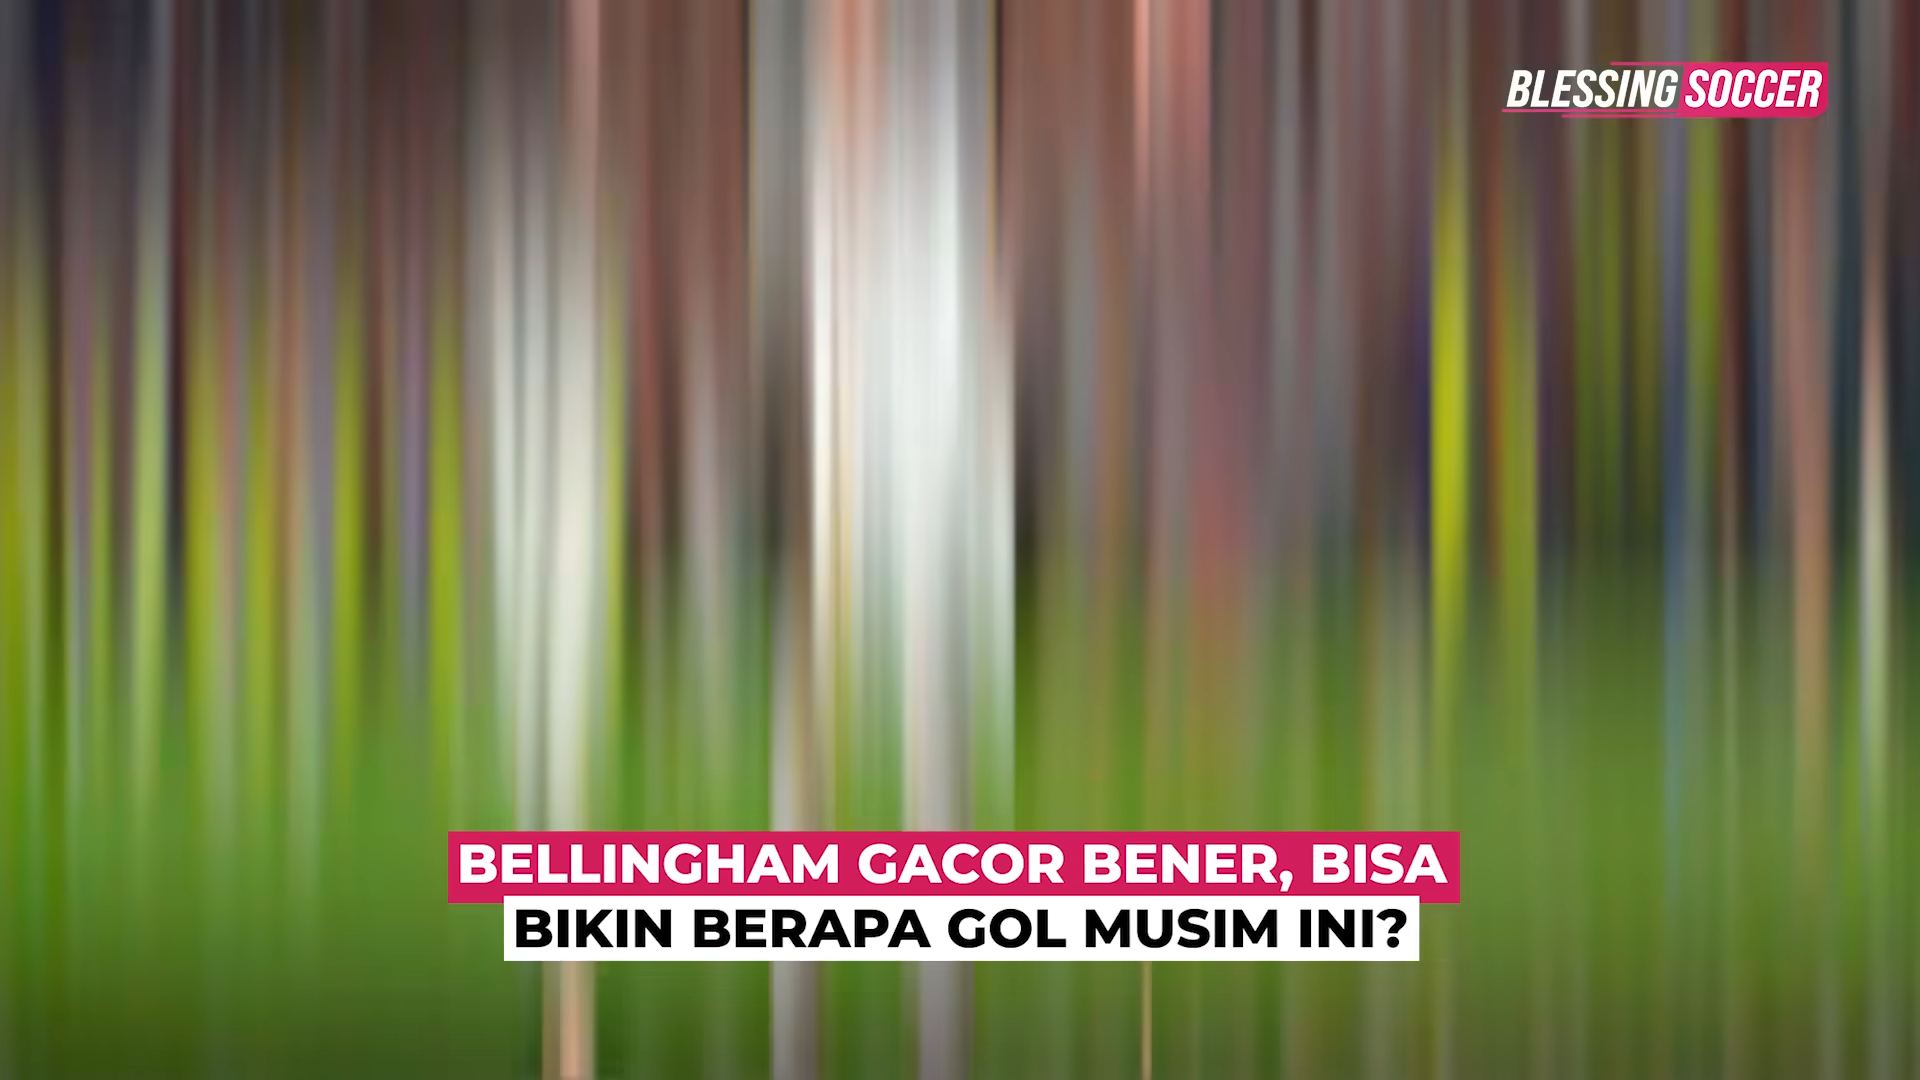 BLESSING SOCCER
BELLINGHAM GACOR BENER, BISA
BIKIN BERAPA GOL MUSIM INI?